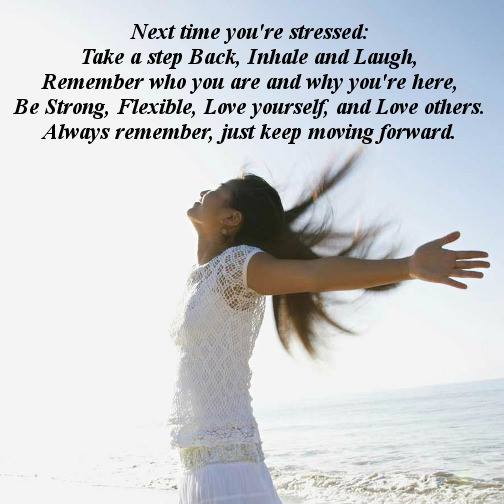 Next time you're stressed:
Take a step Back, Inhale and Laugh,
Remember who you are and why you're here,
Be Strong, Flexible, Love yourself, and Love others.
Always remember, just keep moving forward.